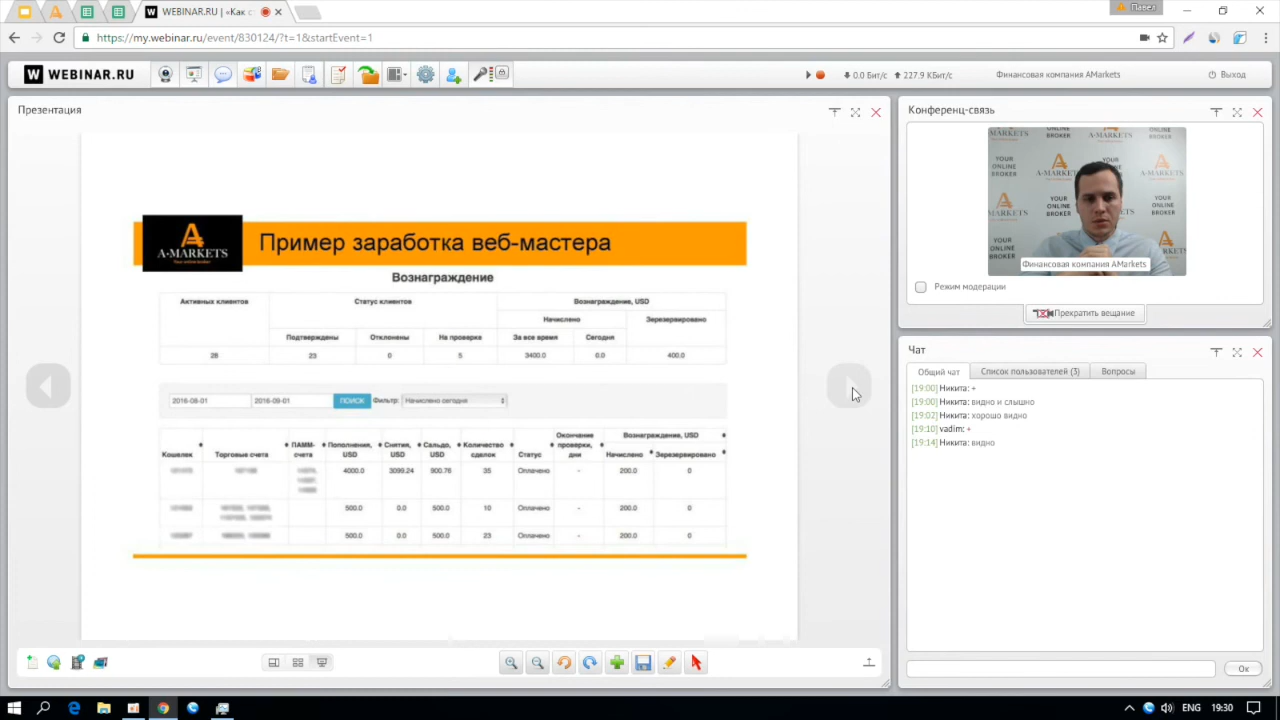 WEBINAR.RU | «Как с
Павел
https://my.webinar.ru/event/830124/?t=1&startEvent=1
W WEBINAR.RU
0.0 Бит/с
227.9 КБит/с
Финансовая компания AMarkets
Выход
Презентация
A-MARKETS
Your online broker
Пример заработка веб-мастера
Вознаграждение
Активных клиентов
Статус клиентов
Вознаграждение, USD
Начислено
Зарезервировано
Подтверждены
Отклонены
На проверке
За все время
Сегодня
28
23
0
5
3400.0
0.0
400.0
2016-08-01
2016-09-01
ПОИСК
Фильтр:
Начислено сегодня
Кошелек
Торговые счета
ПАММ-счета
Пополнения, USD
Снятия, USD
Сальдо, USD
Количество сделок
Статус
Окончание проверки, дни
Вознаграждение, USD
Начислено
Зарезервировано
4000.0 3099.24 900.76 35 Оплачено - 200.0 0
500.0 0.0 500.0 10 Оплачено - 200.0 0
500.0 0.0 500.0 23 Оплачено - 200.0 0
Конференц-связь
YOUR ONLINE BROKER
A-MARKETS
Финансовая компания AMarkets
Режим модерации
Прекратить вещание
Чат
Общий чат
Список пользователей (3)
Вопросы
[19:00] Никита: +
[19:00] Никита: видно и слышно
[19:02] Никита: хорошо видно
[19:10] vadim: +
[19:14] Никита: видно
Ок
ENG
19:30